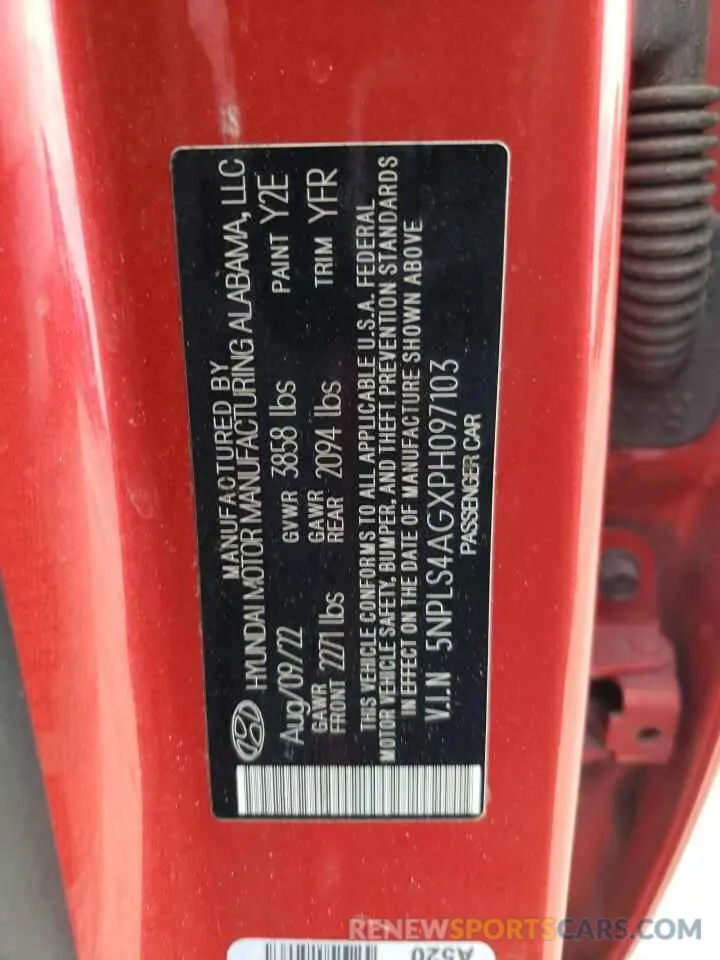 MANUFACTURED BY
HYUNDAI MOTOR MANUFACTURING ALABAMA, LLC
Aug/09/22 GVWR 3858 lbs PAINT Y2E
GAWR FRONT 2271 lbs GAWR REAR 2094 lbs TRIM YFR
THIS VEHICLE CONFORMS TO ALL APPLICABLE U.S.A. FEDERAL
MOTOR VEHICLE SAFETY, BUMPER, AND THEFT PREVENTION STANDARDS
IN EFFECT ON THE DATE OF MANUFACTURE SHOWN ABOVE
V.I.N 5NPLS4AGXPH097103
PASSENGER CAR
A520
RENEWSPORTSCARS.COM